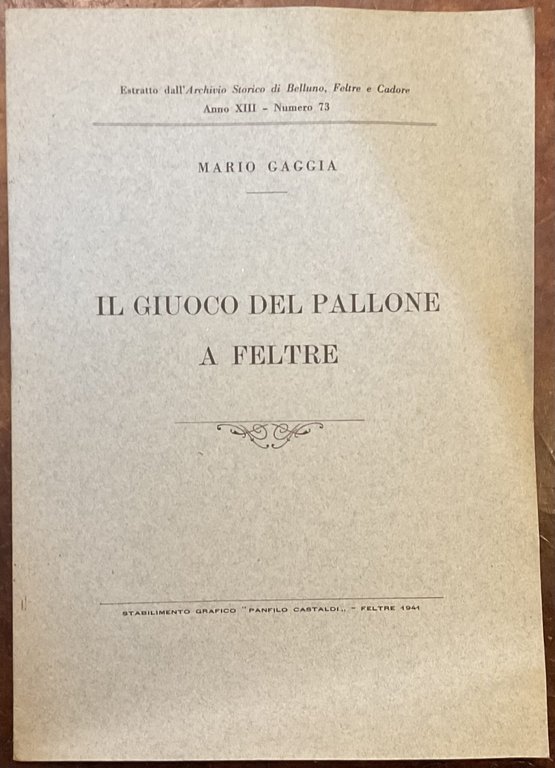 Estratto dall'Archivio Storico di Belluno, Feltre e Cadore
Anno XIII - Numero 73
MARIO GAGGIA
IL GIUOCO DEL PALLONE
A FELTRE
STABILIMENTO GRAFICO "PANFILO CASTALDI„ - FELTRE 1941